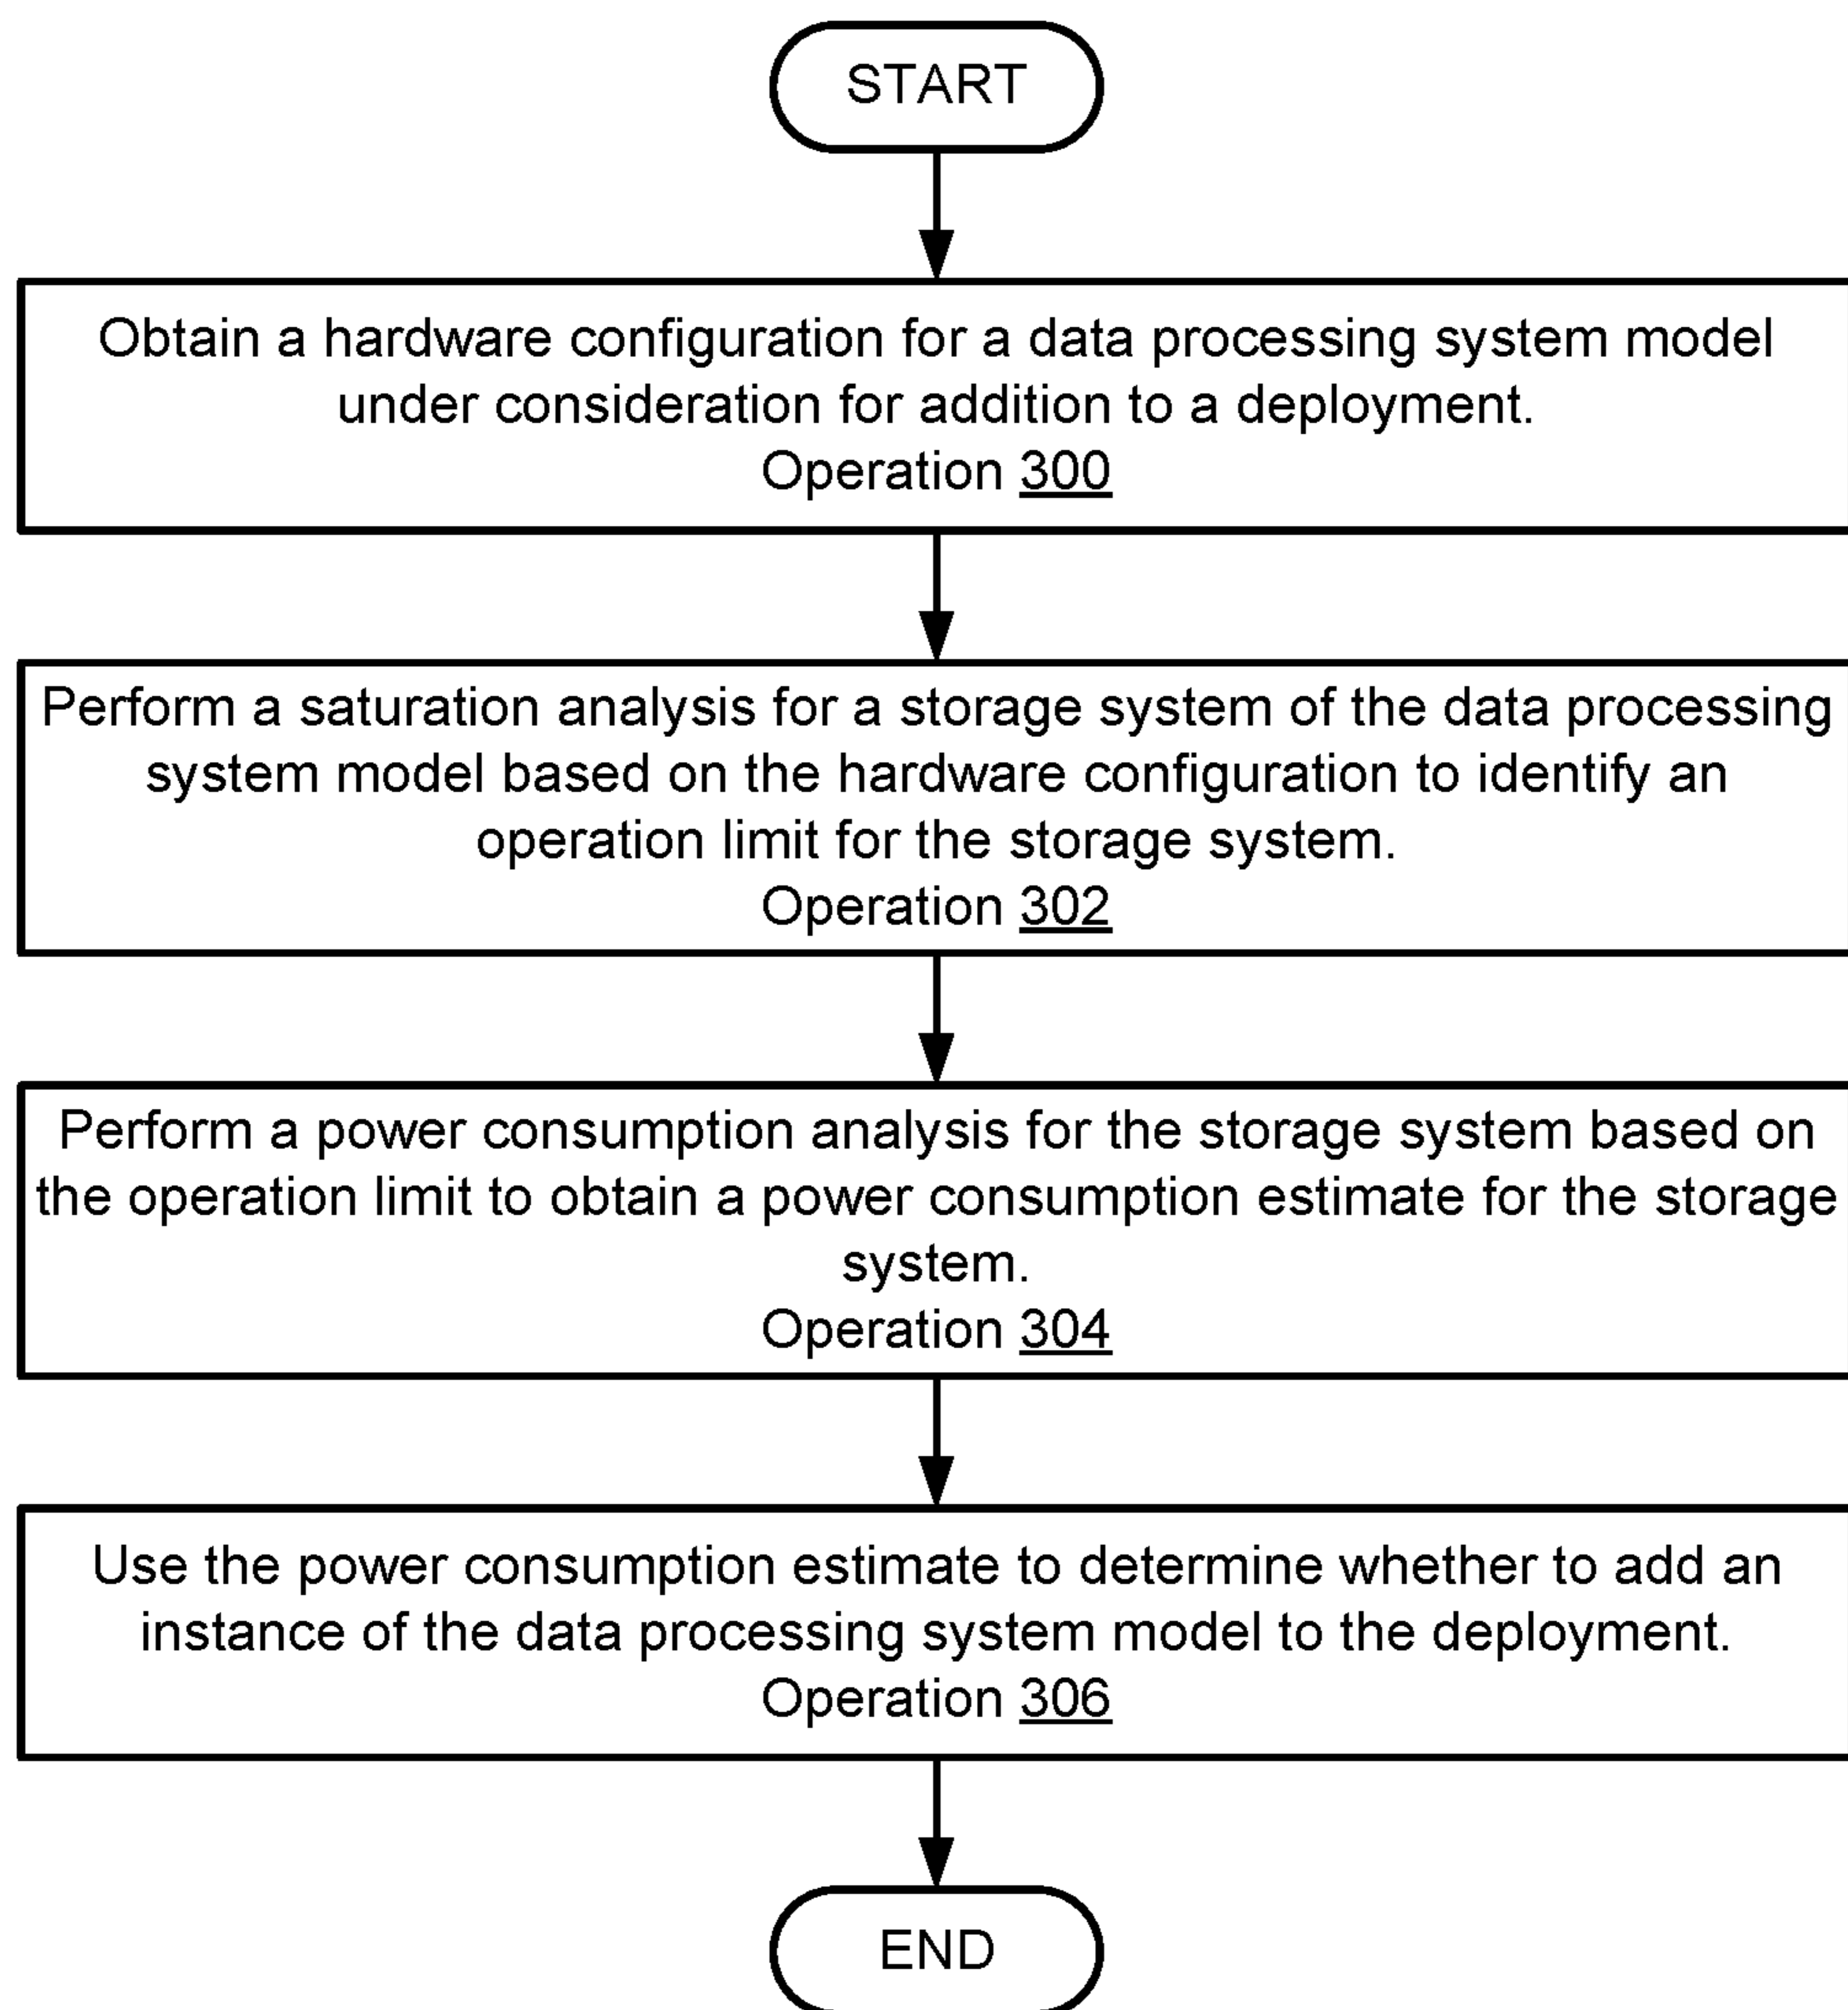 START
Obtain a hardware configuration for a data processing system model
under consideration for addition to a deployment.
Operation 300
Perform a saturation analysis for a storage system of the data processing
system model based on the hardware configuration to identify an
operation limit for the storage system.
Operation 302
Perform a power consumption analysis for the storage system based on
the operation limit to obtain a power consumption estimate for the storage
system.
Operation 304
Use the power consumption estimate to determine whether to add an
instance of the data processing system model to the deployment.
Operation 306
END